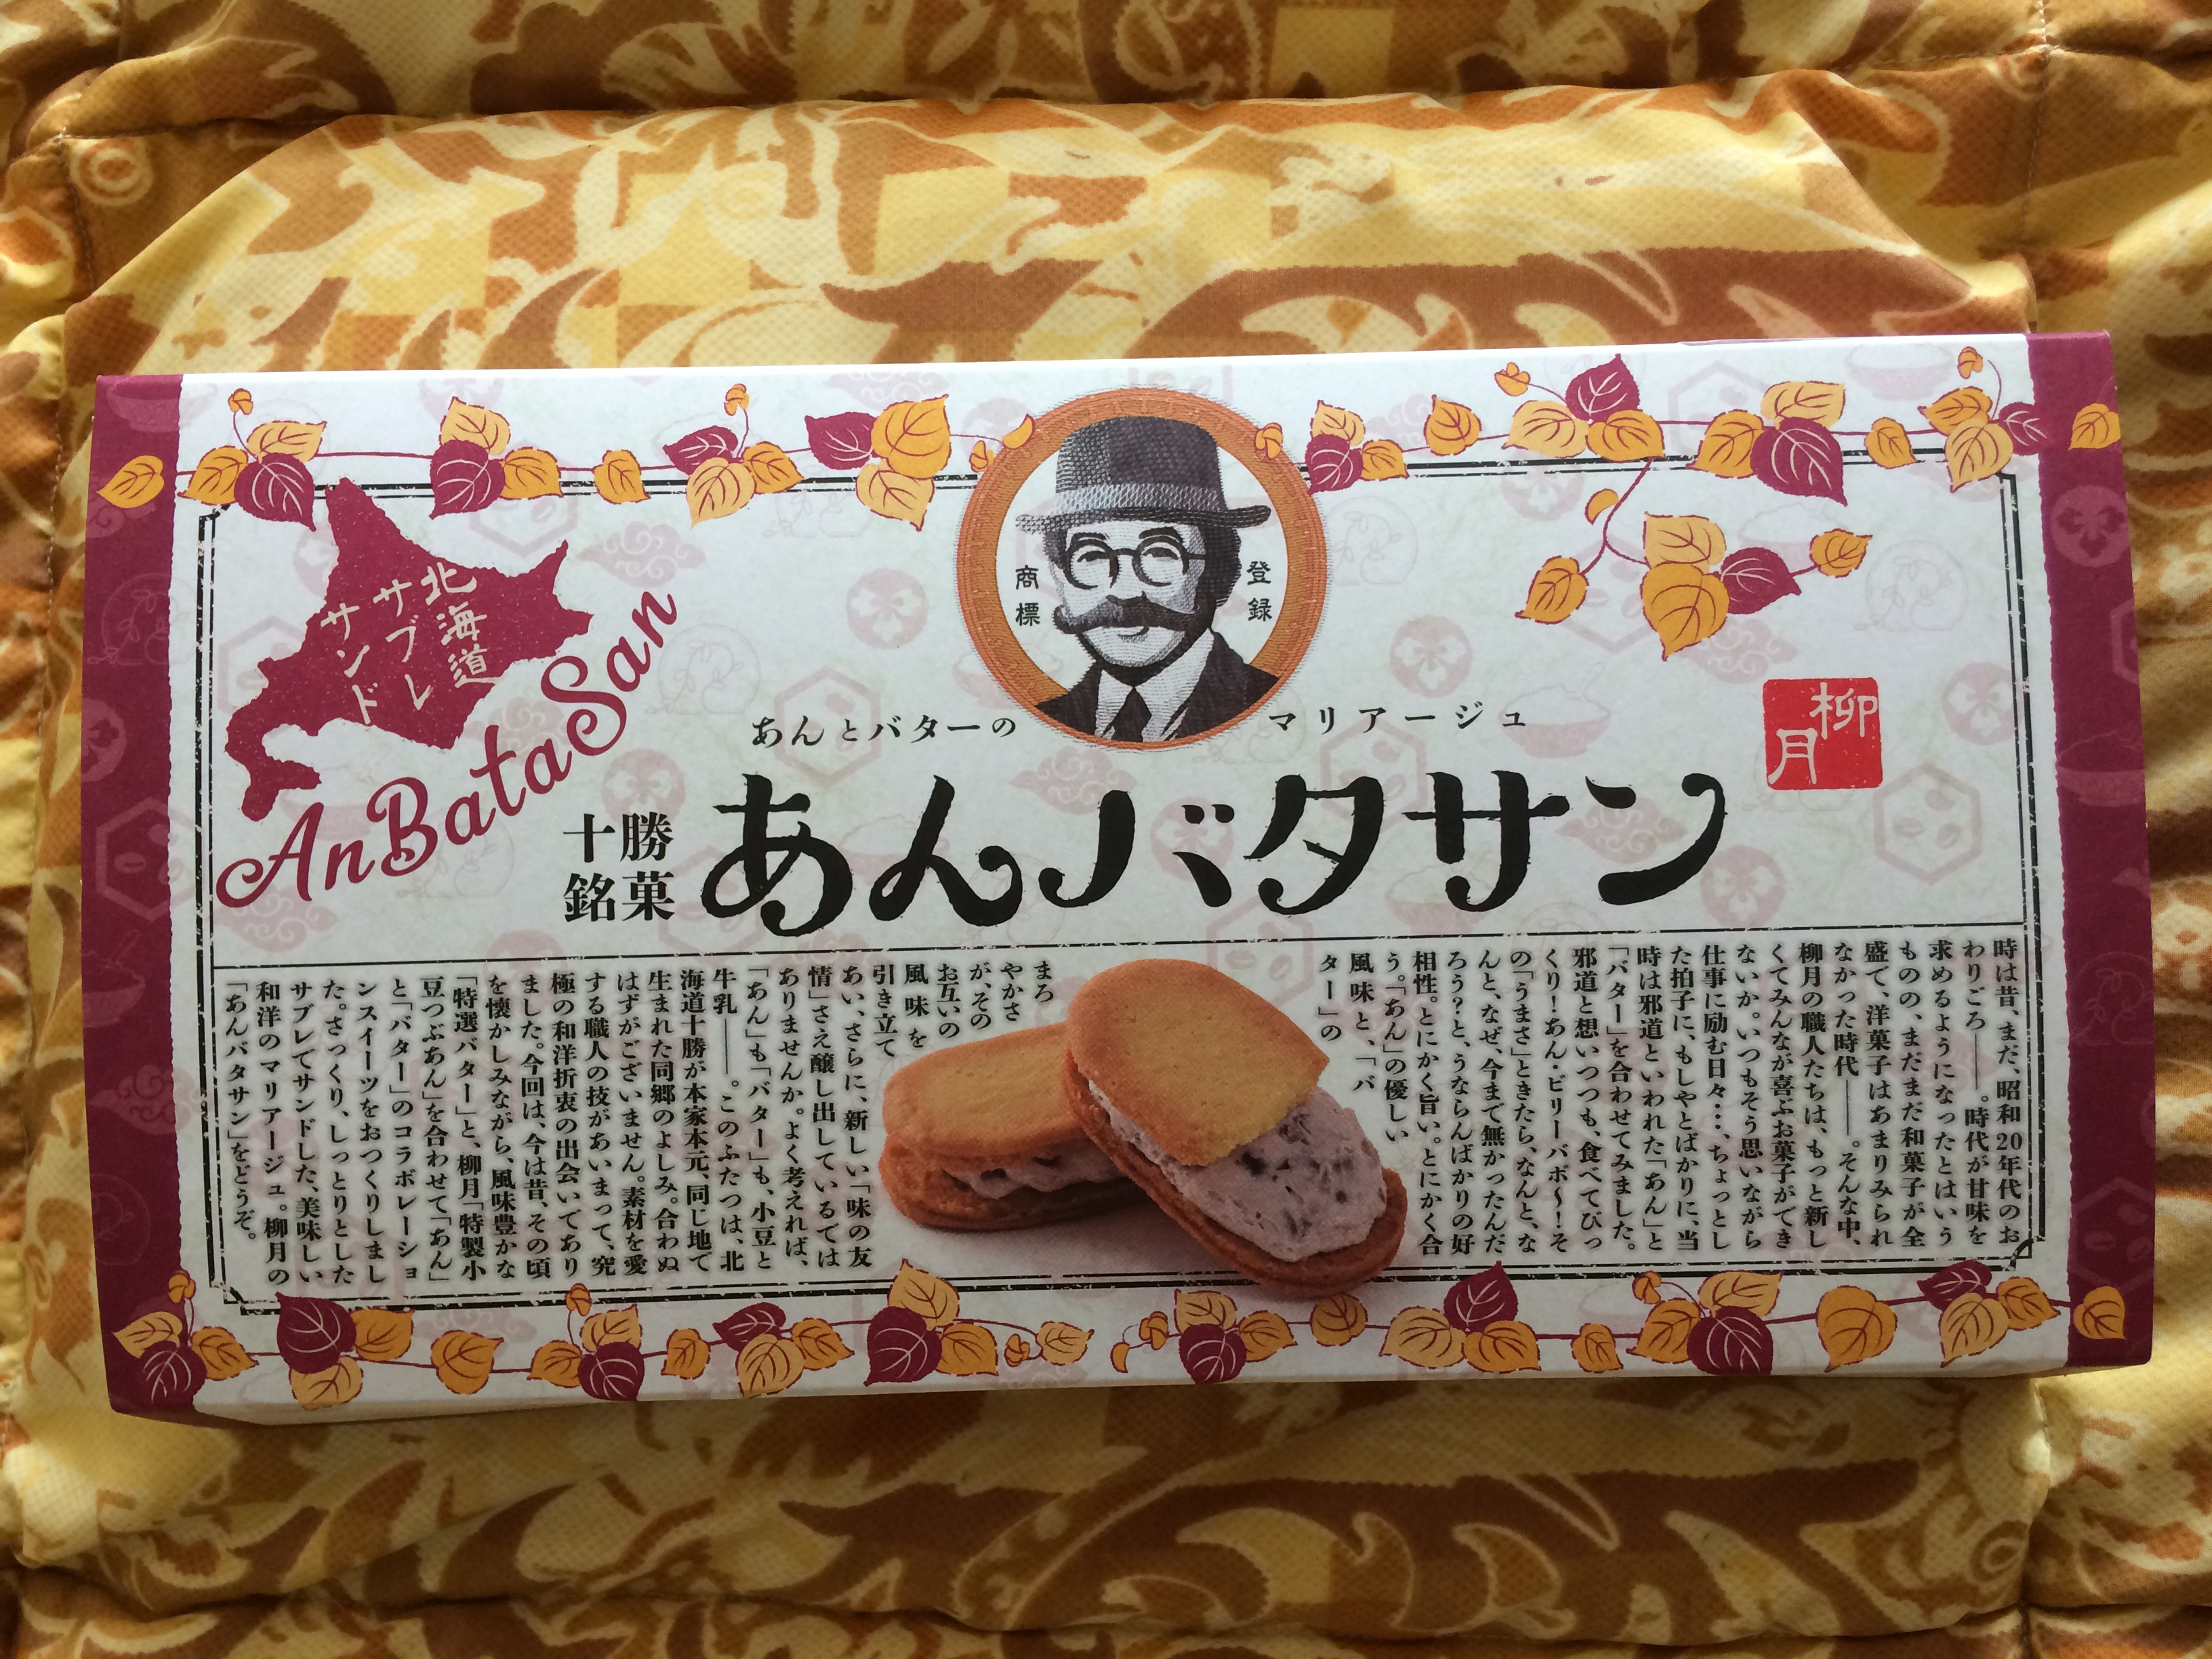 北海道
サブレ
サンド
AnBataSan
登録
商標
あんとバターの
マリアージュ
柳月
十勝
銘菓
あんバタサン
時は昔、まだ、昭和20年代のお
わりごろ――。時代が甘味を
求めるようになったとはいう
ものの、まだまだ和菓子が全
盛で、洋菓子はあまりみられ
なかった時代――。そんな中、
柳月の職人たちは、もっと新し
くてみんなが喜ぶお菓子ができ
ないか。いつもそう思いながら
仕事に励む日々…、ちょっとし
た拍子に、もしやとばかりに、当
時は邪道といわれた「あん」と
「バター」を合わせてみました。
邪道と想いつつも、食べてびっ
くり!あん・ビリーバボ〜!そ
の「うまさ」ときたら、なんと、な
んと、なぜ、今まで無かったんだ
ろう?と、うならんばかりの好
相性。とにかく旨い。とにかく合
う。「あん」の優しい
風味と、「バ
ター」の
まろ
やかさ
が、その
お互いの
風味を
引き立て
あい、さらに、新しい「味の友
情」さえ醸し出しているでは
ありませんか。よく考えれば、
「あん」も「バター」も、小豆と
牛乳――。このふたつは、北
海道十勝が本家本元、同じ地で
生まれた同郷のよしみ。合わぬ
はずがございません。素材を愛
する職人の技があいまって、究
極の和洋折衷の出会いであり
ました。今回は、今は昔、その頃
を懐かしみながら、風味豊かな
「特選バター」と、柳月「特製小
豆つぶあん」を合わせて「あん」
と「バター」のコラボレーショ
ンスイーツをおつくりしまし
た。さっくり、しっとりとした
サブレでサンドした、美味しい
和洋のマリアージュ。柳月の
「あんバタサン」をどうぞ。